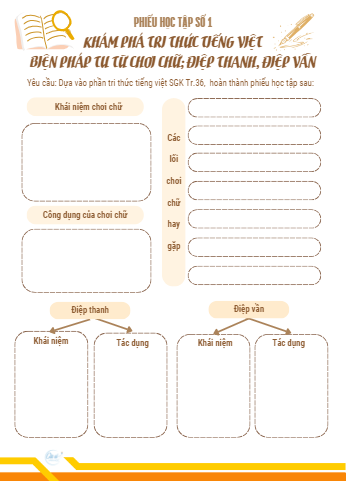 PHIẾU HỌC TẬP SỐ 1
KHÁM PHÁ TRI THỨC TIẾNG VIỆT
BIỆN PHÁP TU TỪ CHƠI CHỮ; ĐIỆP THANH, ĐIỆP VẦN
Yêu cầu: Dựa vào phần tri thức tiếng việt SGK Tr.36, hoàn thành phiếu học tập sau:
Khái niệm chơi chữ
Công dụng của chơi chữ
Các
lối
chơi
chữ
hay
gặp
Điệp thanh
Điệp vần
Khái niệm
Tác dụng
Khái niệm
Tác dụng